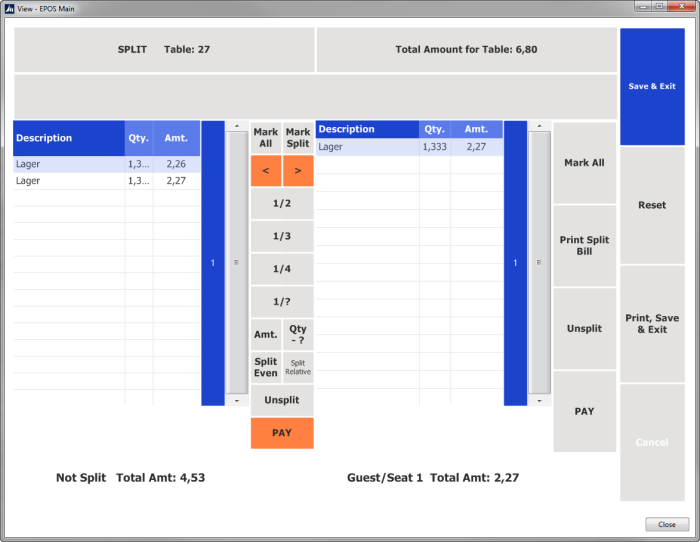 View - EPOS Main
SPLIT Table: 27
Total Amount for Table: 6,80
Save & Exit
Description Qty. Amt.
Lager 1,3... 2,26
Lager 1,3... 2,27
1
Mark All
Mark Split
< >
1/2
1/3
1/4
1/?
Amt.
Qty - ?
Split Even
Split Relative
Unsplit
PAY
Description Qty. Amt.
Lager 1,333 2,27
1
Mark All
Print Split
Bill
Unsplit
PAY
Reset
Print, Save
& Exit
Cancel
Not Split Total Amt: 4,53
Guest/Seat 1 Total Amt: 2,27
Close